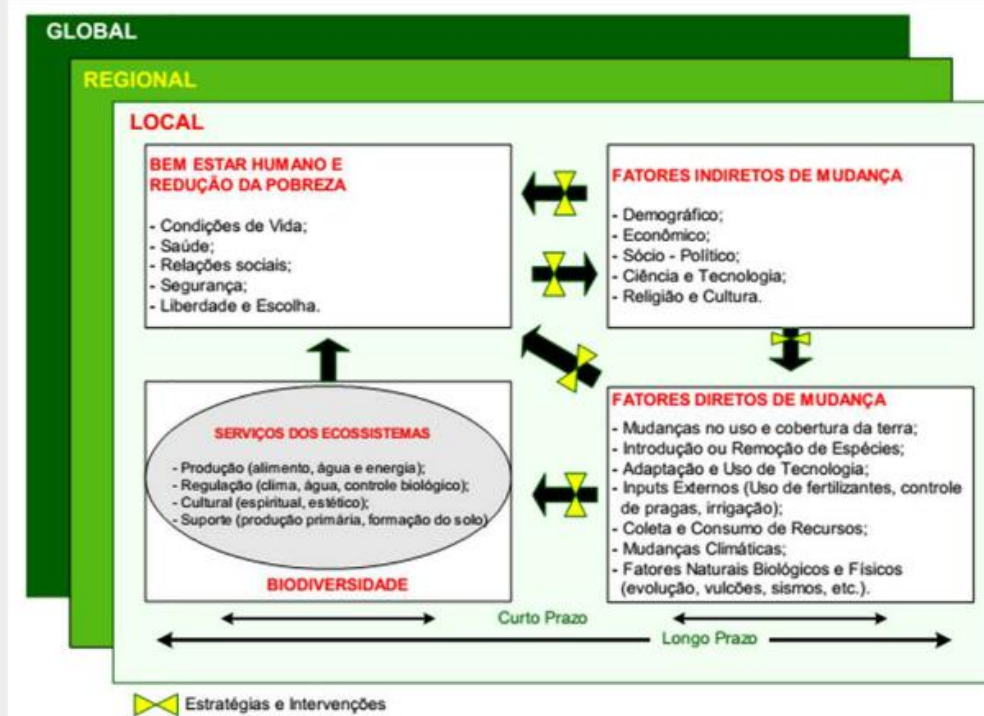 GLOBAL
REGIONAL
LOCAL
BEM ESTAR HUMANO E
REDUÇÃO DA POBREZA
- Condições de Vida;
- Saúde;
- Relações sociais;
- Segurança;
- Liberdade e Escolha.
FATORES INDIRETOS DE MUDANÇA
- Demográfico;
- Econômico;
- Sócio - Político;
- Ciência e Tecnologia;
- Religião e Cultura.
SERVIÇOS DOS ECOSSISTEMAS
- Produção (alimento, água e energia);
- Regulação (clima, água, controle biológico);
- Cultural (espiritual, estético);
- Suporte (produção primária, formação do solo)
BIODIVERSIDADE
FATORES DIRETOS DE MUDANÇA
- Mudanças no uso e cobertura da terra;
- Introdução ou Remoção de Espécies;
- Adaptação e Uso de Tecnologia;
- Inputs Externos (Uso de fertilizantes, controle
de pragas, irrigação);
- Coleta e Consumo de Recursos;
- Mudanças Climáticas;
- Fatores Naturais Biológicos e Físicos
(evolução, vulcões, sismos, etc.).
Curto Prazo
Longo Prazo
Estratégias e Intervenções